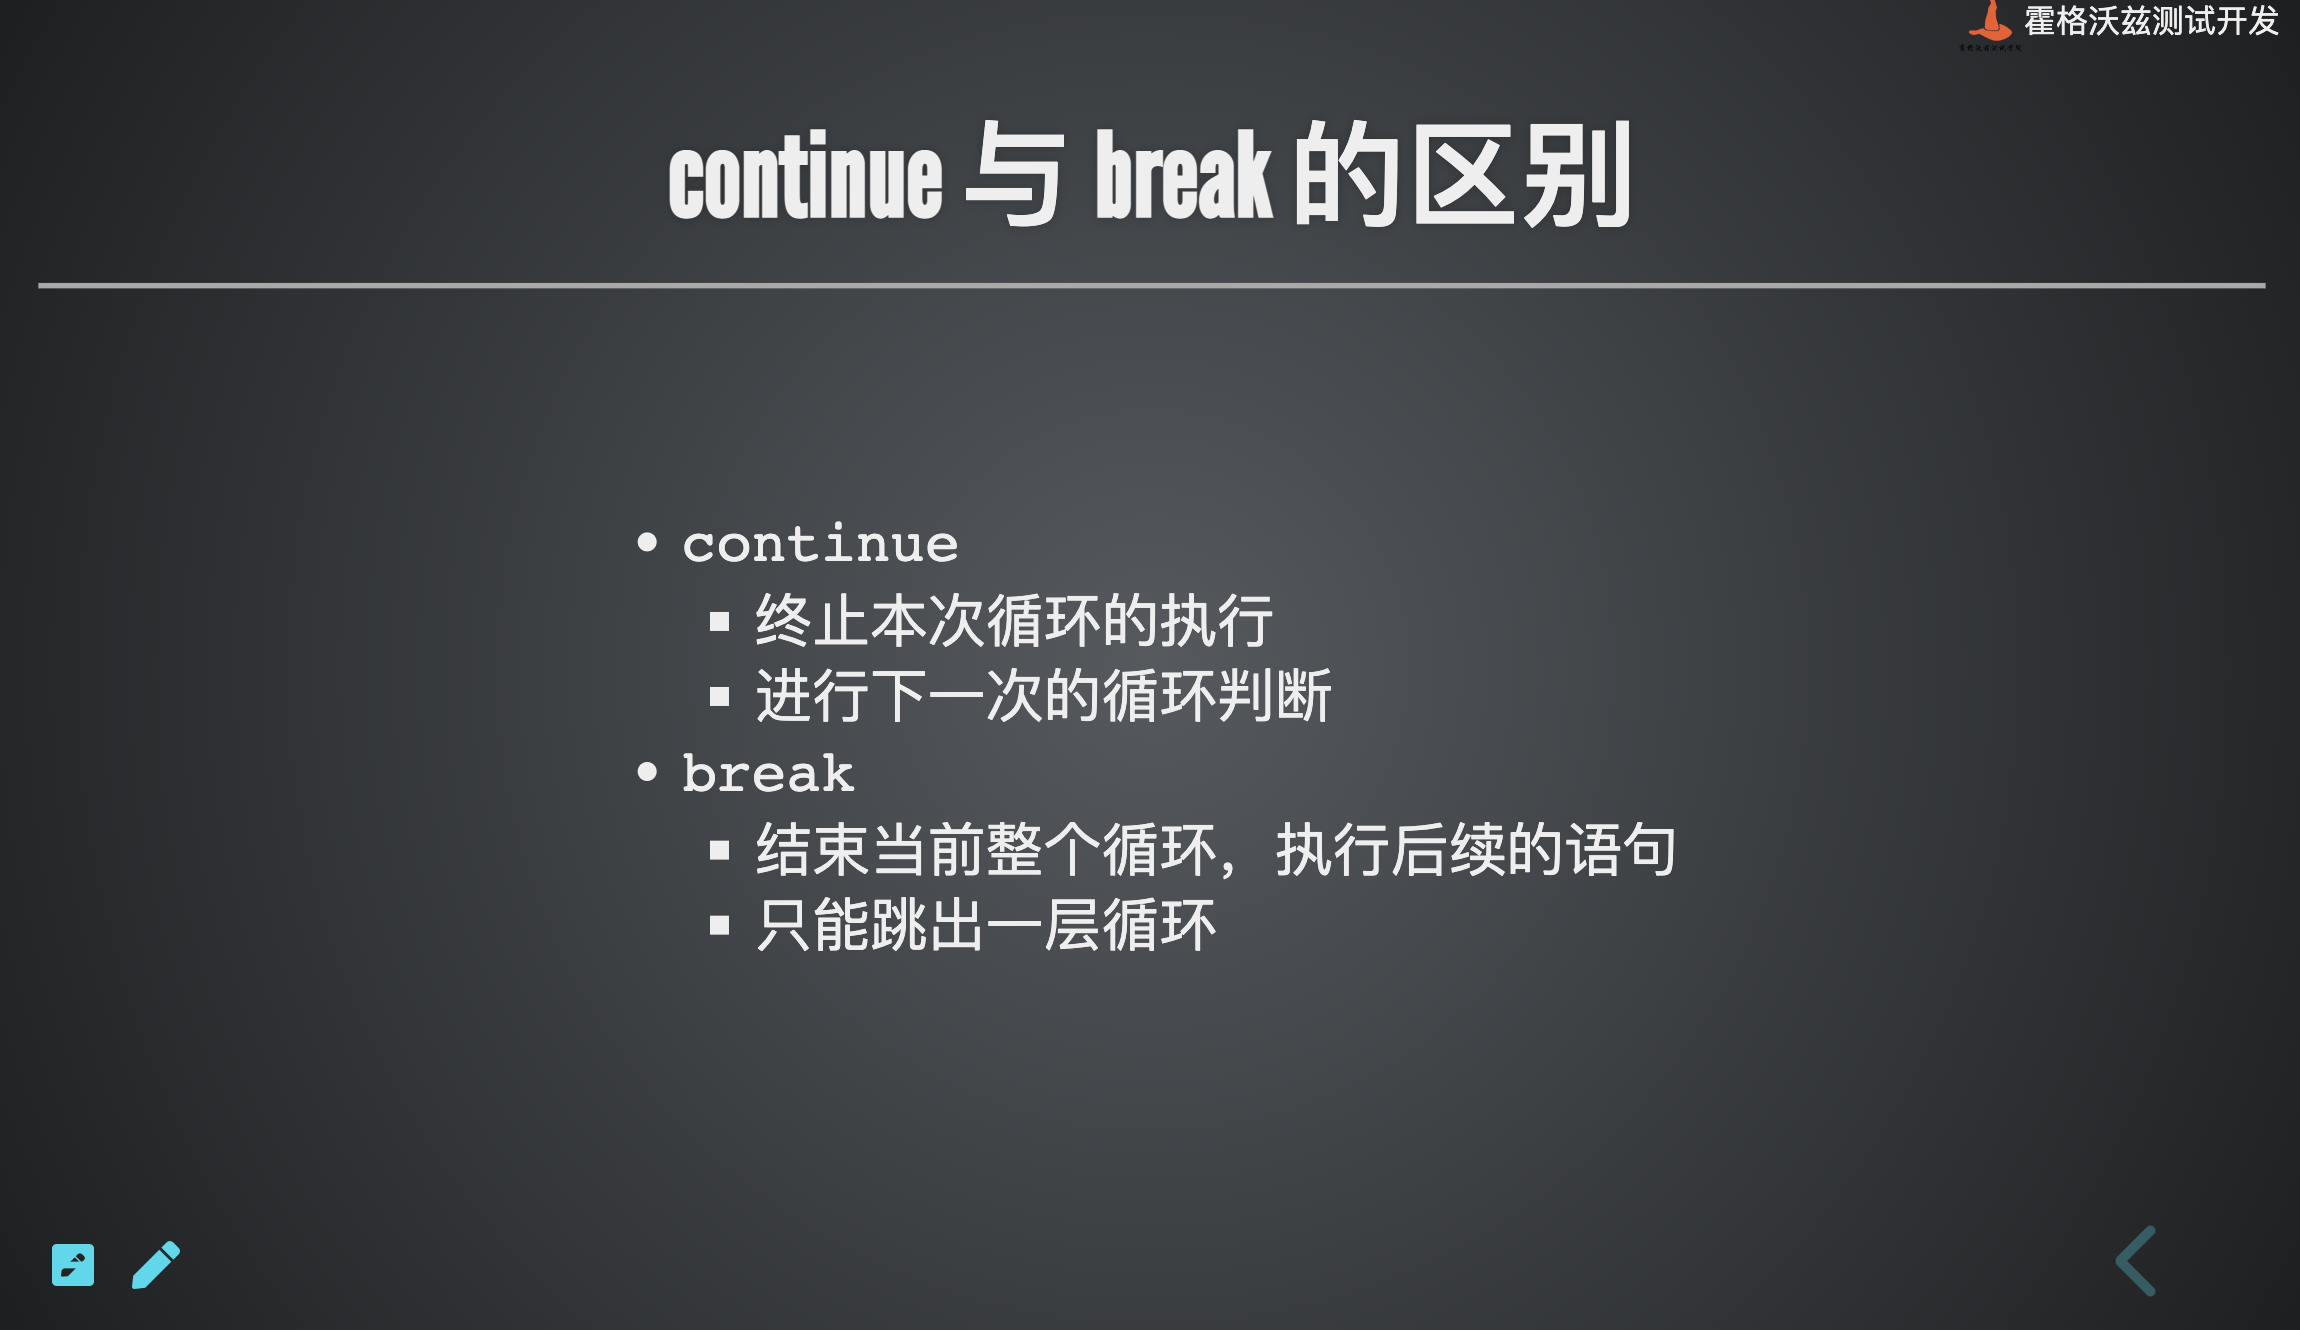 霍格沃兹测试开发
continue 与 break 的区别
continue
终止本次循环的执行
进行下一次的循环判断
break
结束当前整个循环，执行后续的语句
只能跳出一层循环